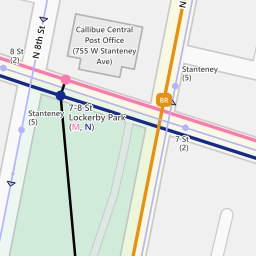 Callibue Central
Post Office
(755 W Stanteney
Ave)
N 8th St
N
8 St
(2)
Stanteney
(5)
BR
7-8 St
Lockerby Park
(M, N)
Stanteney
(5)
7 St
(2)